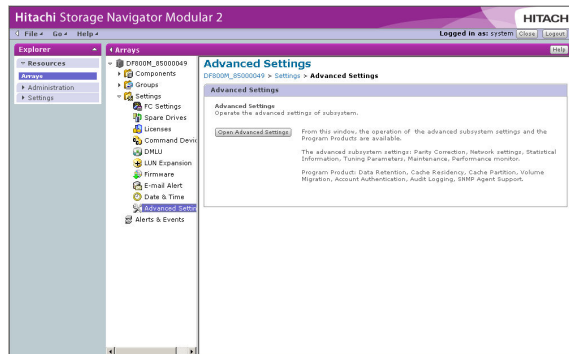 Hitachi Storage Navigator Modular 2
HITACH
File Go Help
Logged in as: system Close Logout
Explorer
Arrays
Help
Resources
Arrays
Administration
Settings
DF800M_85000049
Components
Groups
Settings
FC Settings
Spare Drives
Licenses
Command Devic
DMLU
LUN Expansion
Firmware
E-mail Alert
Date & Time
Advanced Settin
Alerts & Events
Advanced Settings
DF800M_85000049 > Settings > Advanced Settings
Advanced Settings
Advanced Settings
Operate the advanced settings of subsystem.
Open Advanced Settings
From this window, the operation of the advanced subsystem settings and the
Program Products are available.
The advanced subsystem settings: Parity Correction, Network settings, Statistical
Information, Tuning Parameters, Maintenance, Performance monitor.
Program Product: Data Retention, Cache Residency, Cache Partition, Volume
Migration, Account Authentication, Audit Logging, SNMP Agent Support.